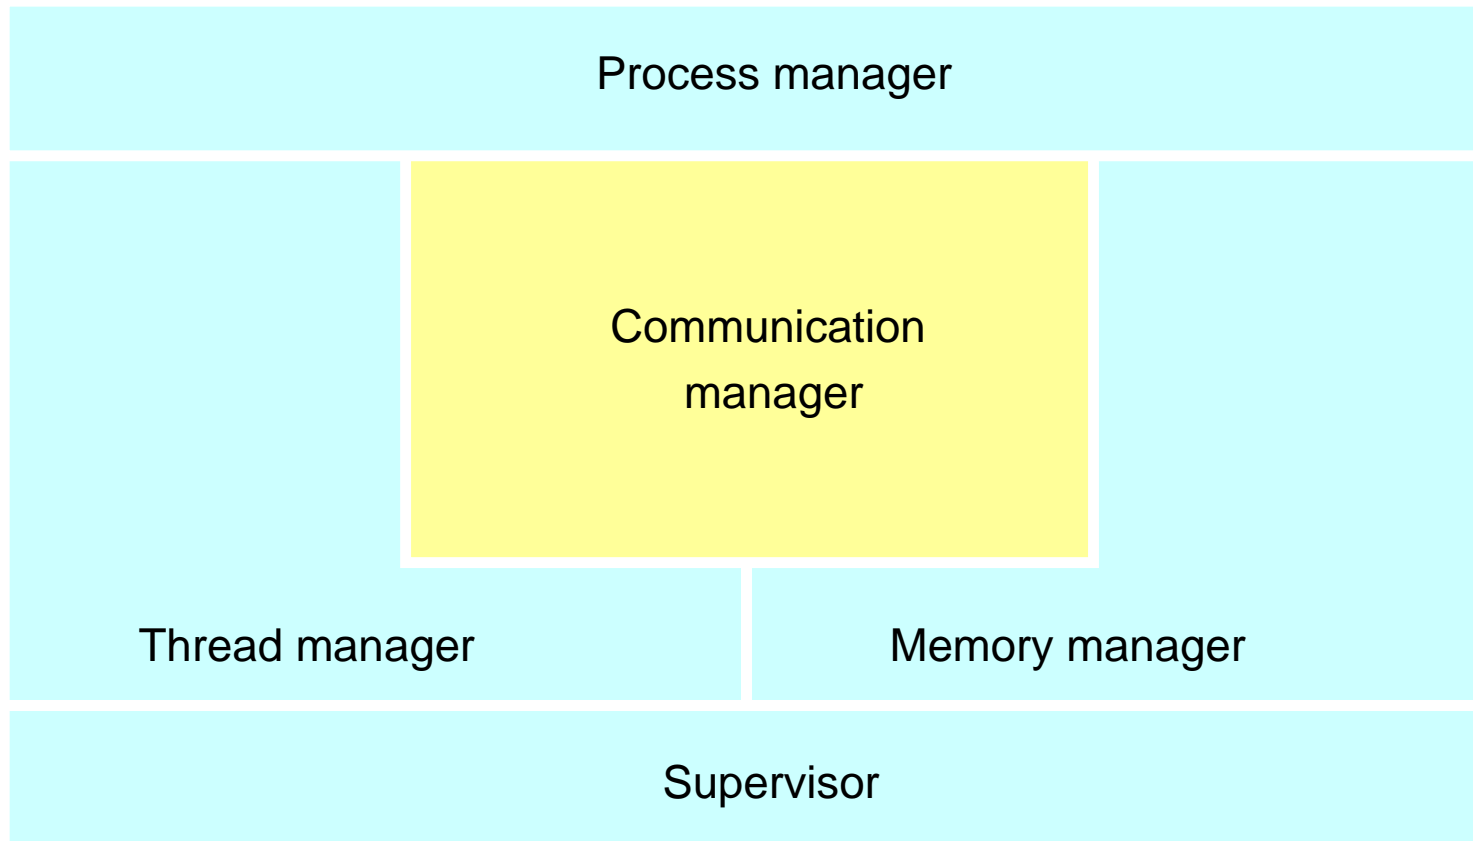 Process manager
Communication
manager
Thread manager
Memory manager
Supervisor